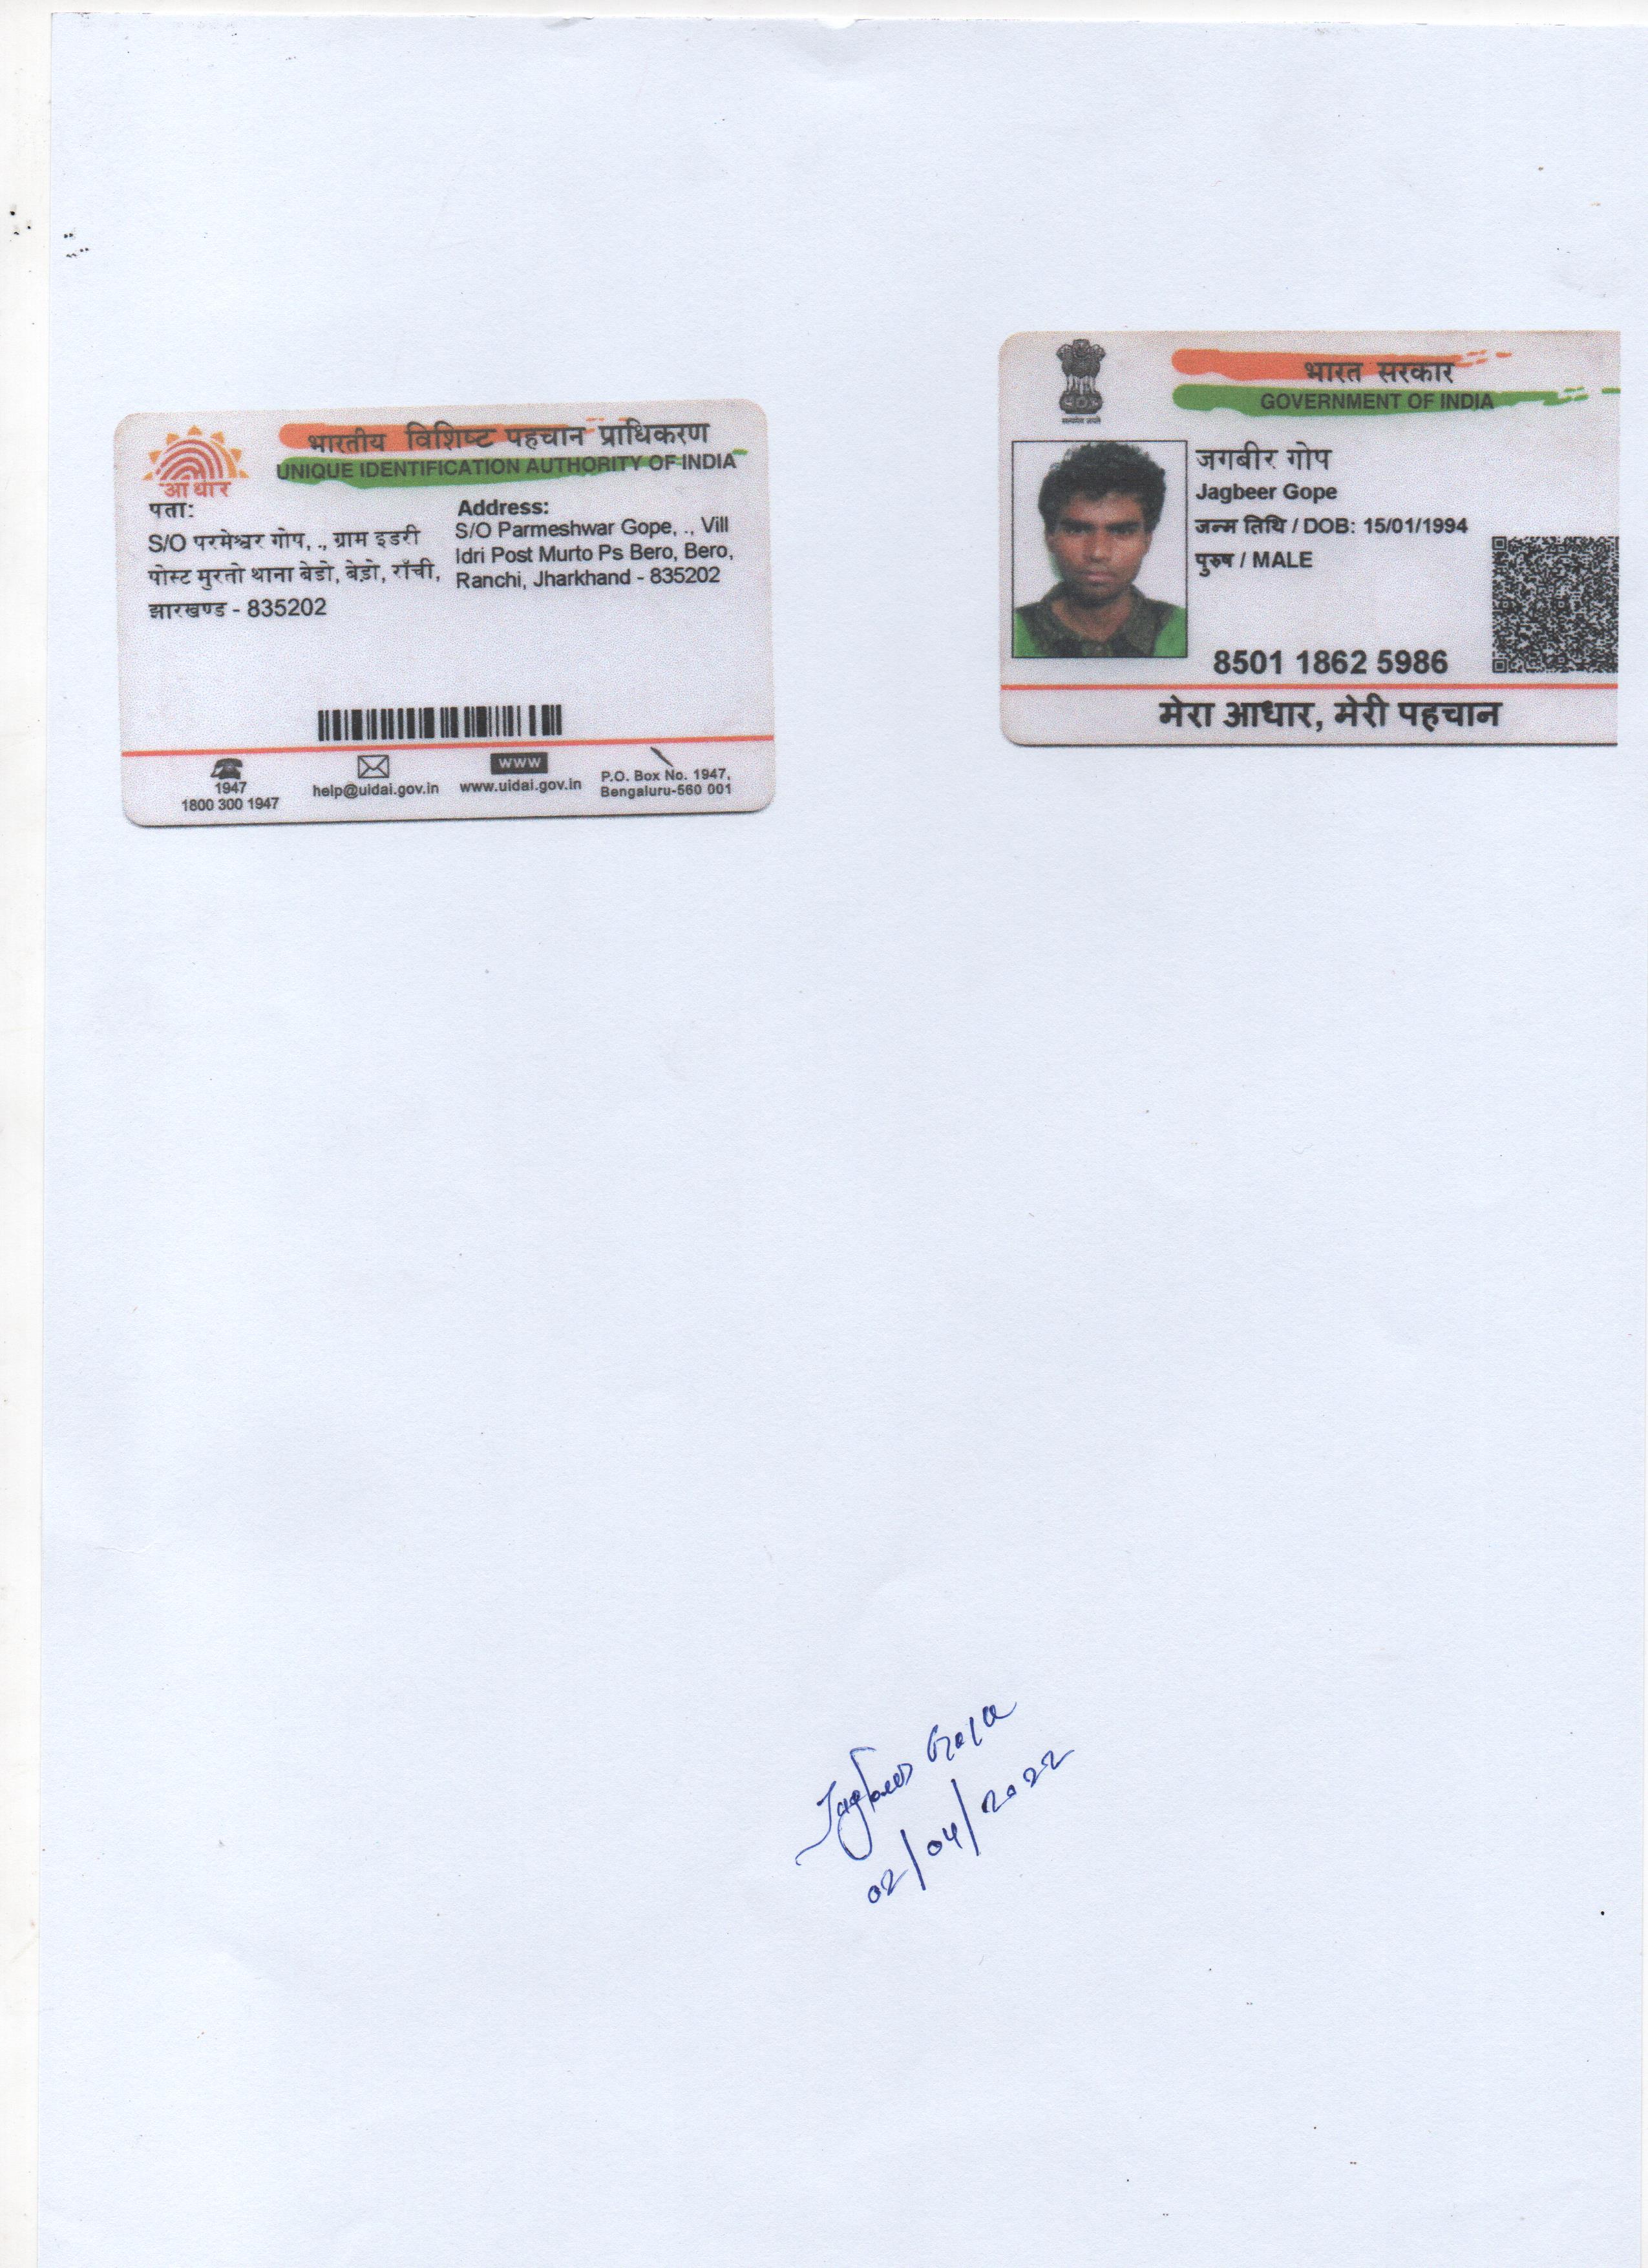 भारतीय विशिष्ट पहचान प्राधिकरण
UNIQUE IDENTIFICATION AUTHORITY OF INDIA
आधार
पता:
S/O परमेश्वर गोप, ., ग्राम इडरी
पोस्ट मुरतो थाना बेडो, बेड़ो, राँची,
झारखण्ड - 835202
Address:
S/O Parmeshwar Gope, ., Vill
Idri Post Murto Ps Bero, Bero,
Ranchi, Jharkhand - 835202
1947
1800 300 1947
help@uidai.gov.in
WWW
www.uidai.gov.in
P.O. Box No. 1947,
Bengaluru-560 001
भारत सरकार
GOVERNMENT OF INDIA
सत्यमेव जयते
जगबीर गोप
Jagbeer Gope
जन्म तिथि / DOB: 15/01/1994
पुरुष / MALE
8501 1862 5986
मेरा आधार, मेरी पहचान
Jagbeer Gope
02/04/2022